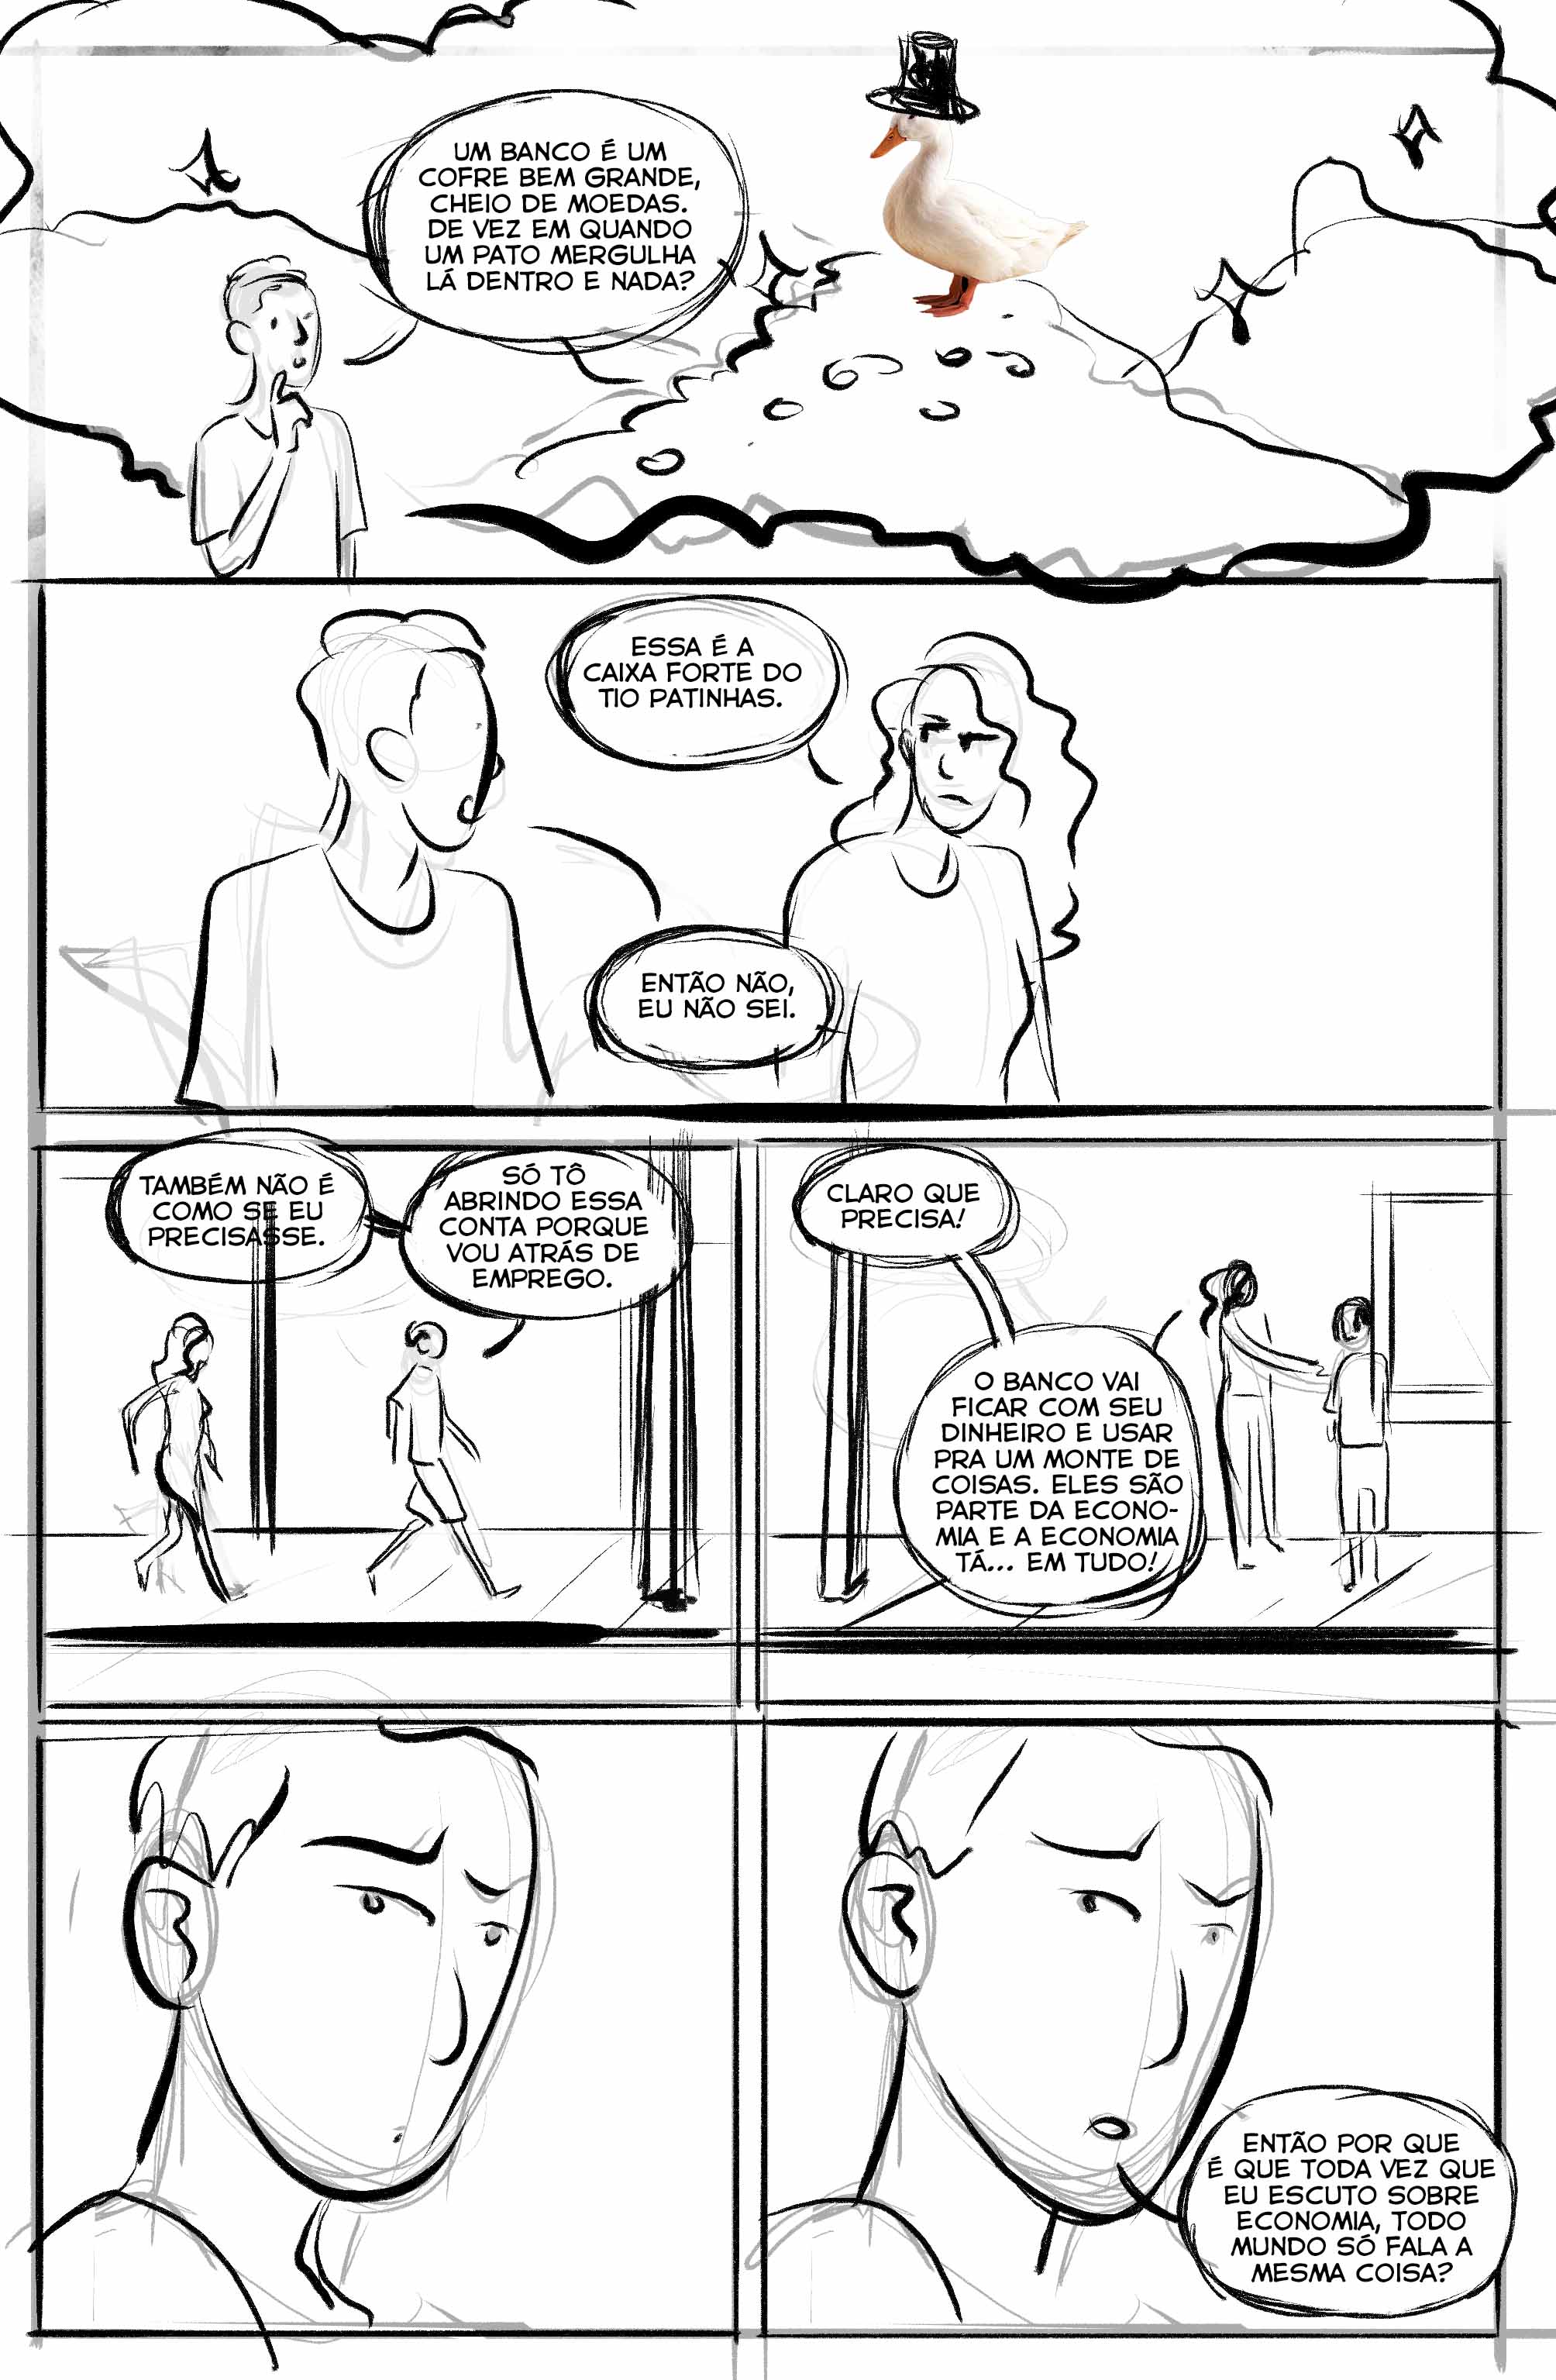 UM BANCO É UM
COFRE BEM GRANDE,
CHEIO DE MOEDAS.
DE VEZ EM QUANDO
UM PATO MERGULHA
LÁ DENTRO E NADA?
ESSA É A
CAIXA FORTE DO
TIO PATINHAS.
ENTÃO NÃO,
EU NÃO SEI.
TAMBÉM NÃO É
COMO SE EU
PRECISASSE.
SÓ TÔ
ABRINDO ESSA
CONTA PORQUE
VOU ATRÁS DE
EMPREGO.
CLARO QUE
PRECISA!
O BANCO VAI
FICAR COM SEU
DINHEIRO E USAR
PRA UM MONTE DE
COISAS. ELES SÃO
PARTE DA ECONO-
MIA E A ECONOMIA
TÁ... EM TUDO!
ENTÃO POR QUE
É QUE TODA VEZ QUE
EU ESCUTO SOBRE
ECONOMIA, TODO
MUNDO SÓ FALA A
MESMA COISA?